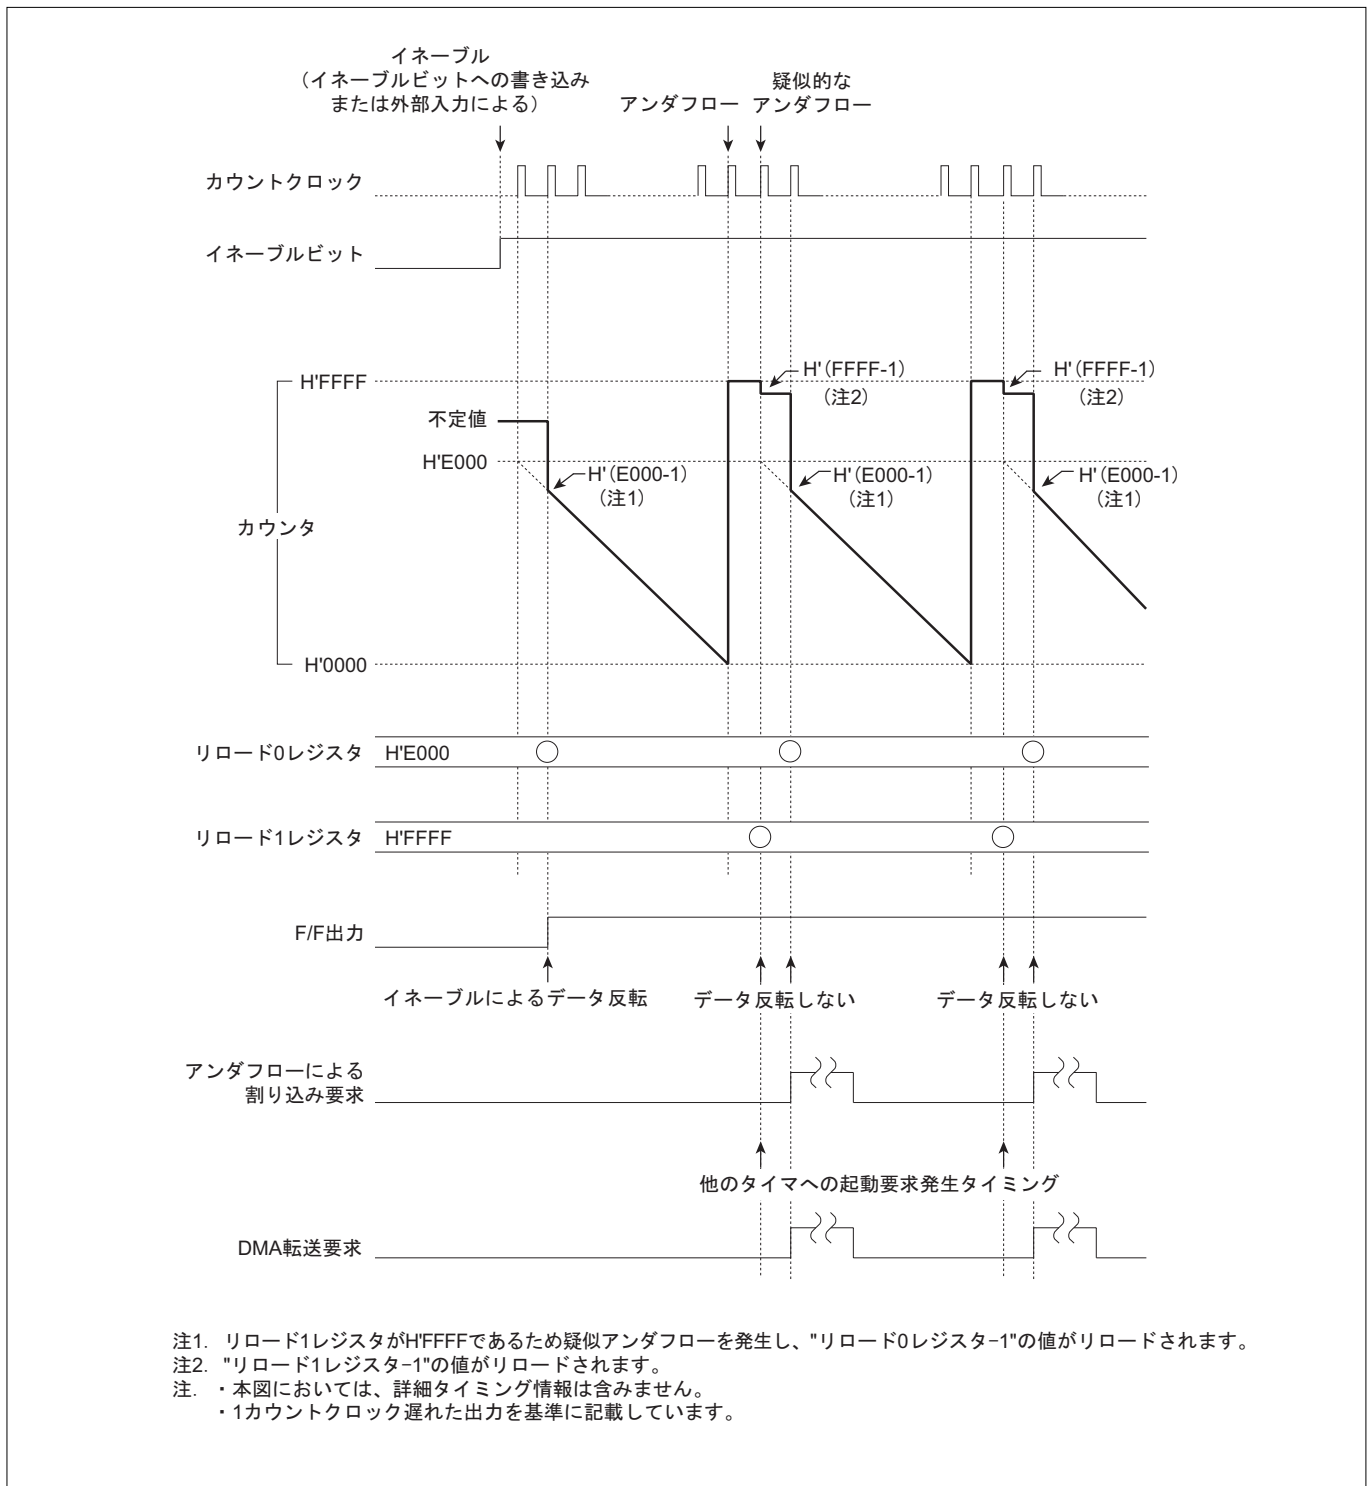 イネーブル
（イネーブルビットへの書き込み
または外部入力による）
アンダフロー
疑似的な
アンダフロー
カウントクロック
イネーブルビット
H'FFFF
H'(FFFF-1)
（注2）
H'(FFFF-1)
（注2）
不定値
H'E000
H'(E000-1)
（注1）
H'(E000-1)
（注1）
H'(E000-1)
（注1）
カウンタ
H'0000
リロード0レジスタ H'E000
リロード1レジスタ H'FFFF
F/F出力
イネーブルによるデータ反転
データ反転しない
データ反転しない
アンダフローによる
割り込み要求
他のタイマへの起動要求発生タイミング
DMA転送要求
注1. リロード1レジスタがH'FFFFであるため疑似アンダフローを発生し、"リロード0レジスタ−1"の値がリロードされます。
注2. "リロード1レジスタ−1"の値がリロードされます。
注. ・本図においては、詳細タイミング情報は含みません。
・1カウントクロック遅れた出力を基準に記載しています。